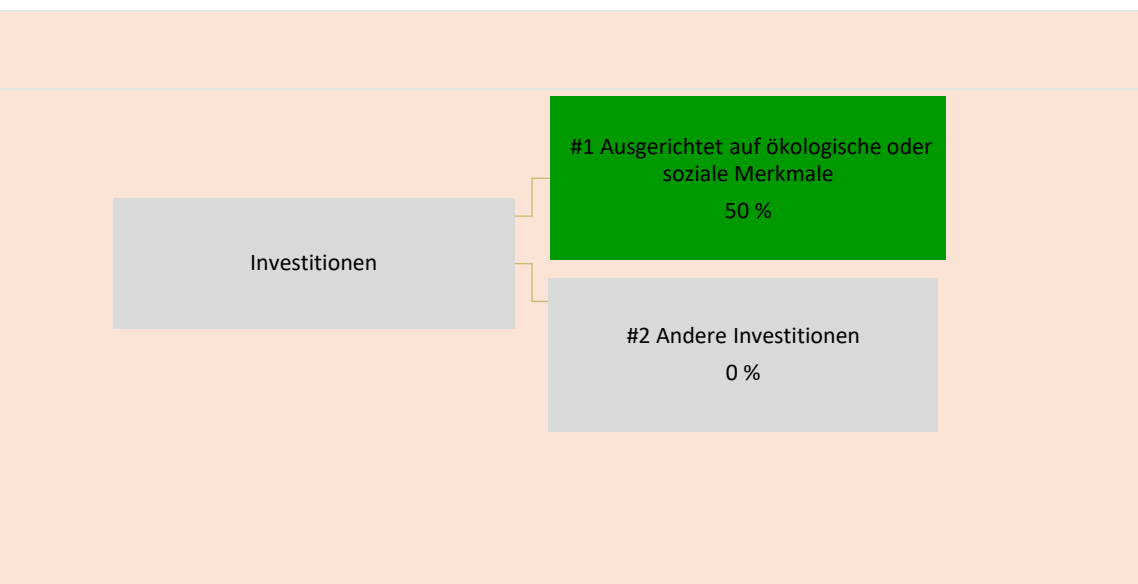 #1 Ausgerichtet auf ökologische oder
soziale Merkmale
50 %
Investitionen
#2 Andere Investitionen
0 %